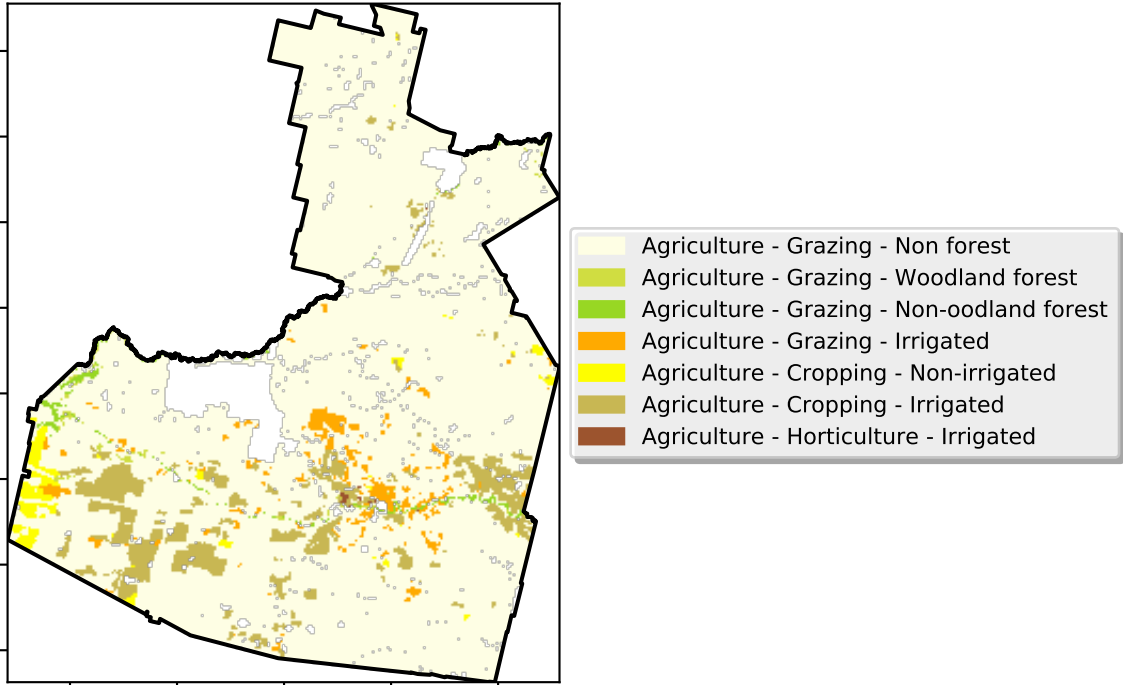 Agriculture - Grazing - Non forest
Agriculture - Grazing - Woodland forest
Agriculture - Grazing - Non-oodland forest
Agriculture - Grazing - Irrigated
Agriculture - Cropping - Non-irrigated
Agriculture - Cropping - Irrigated
Agriculture - Horticulture - Irrigated